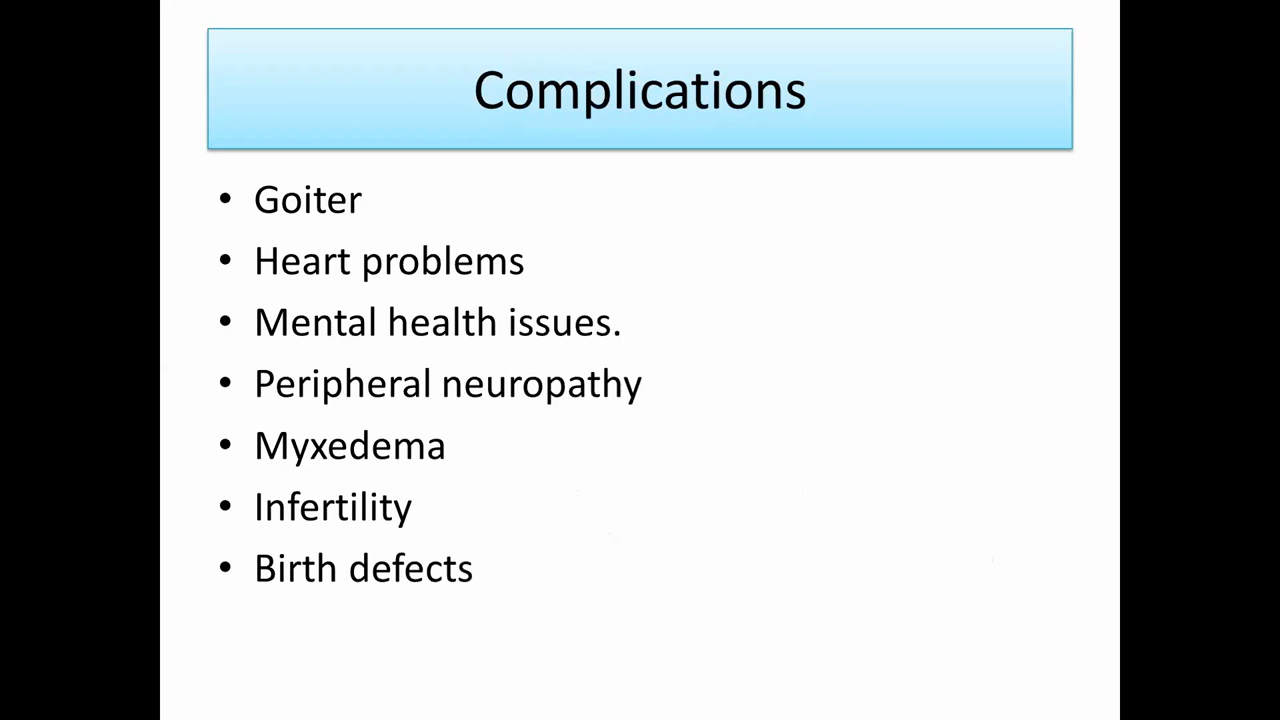 Complications
• Goiter
• Heart problems
• Mental health issues.
• Peripheral neuropathy
• Myxedema
• Infertility
• Birth defects